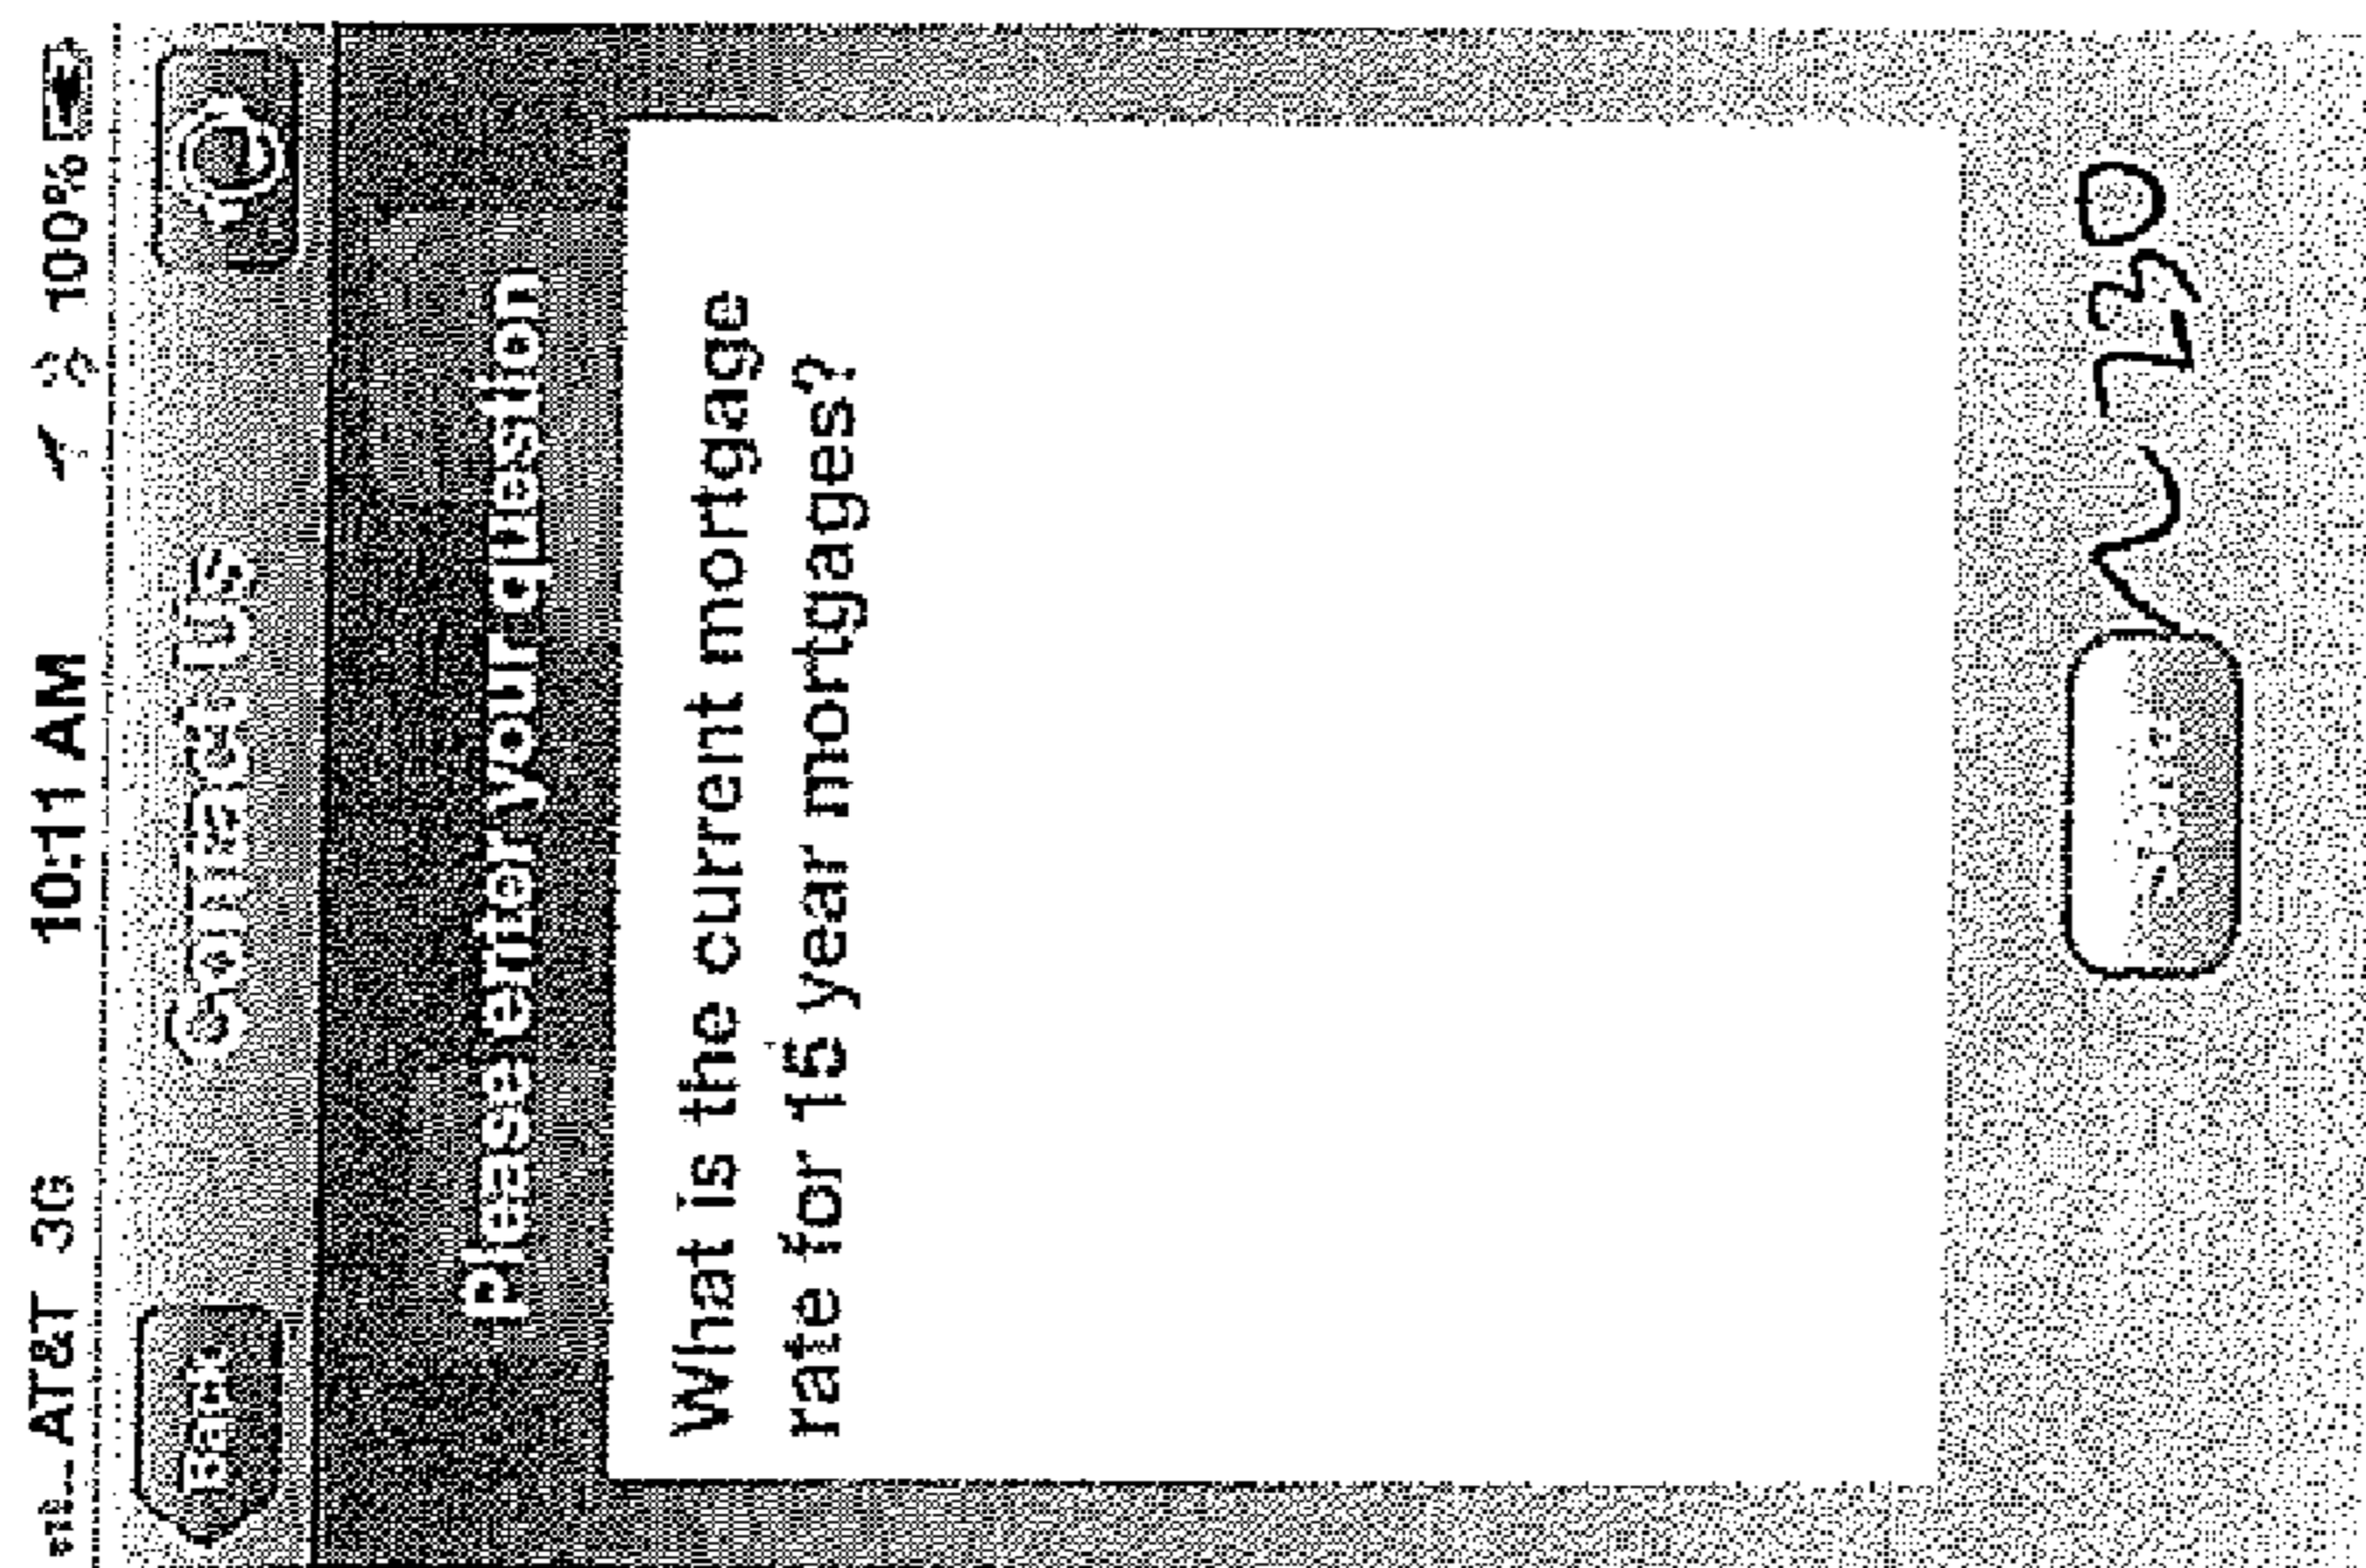 AT&T 3G 10:11 AM 100%
Back Contact Us
Please enter your question
What is the current mortgage
rate for 15 year mortgages?
230